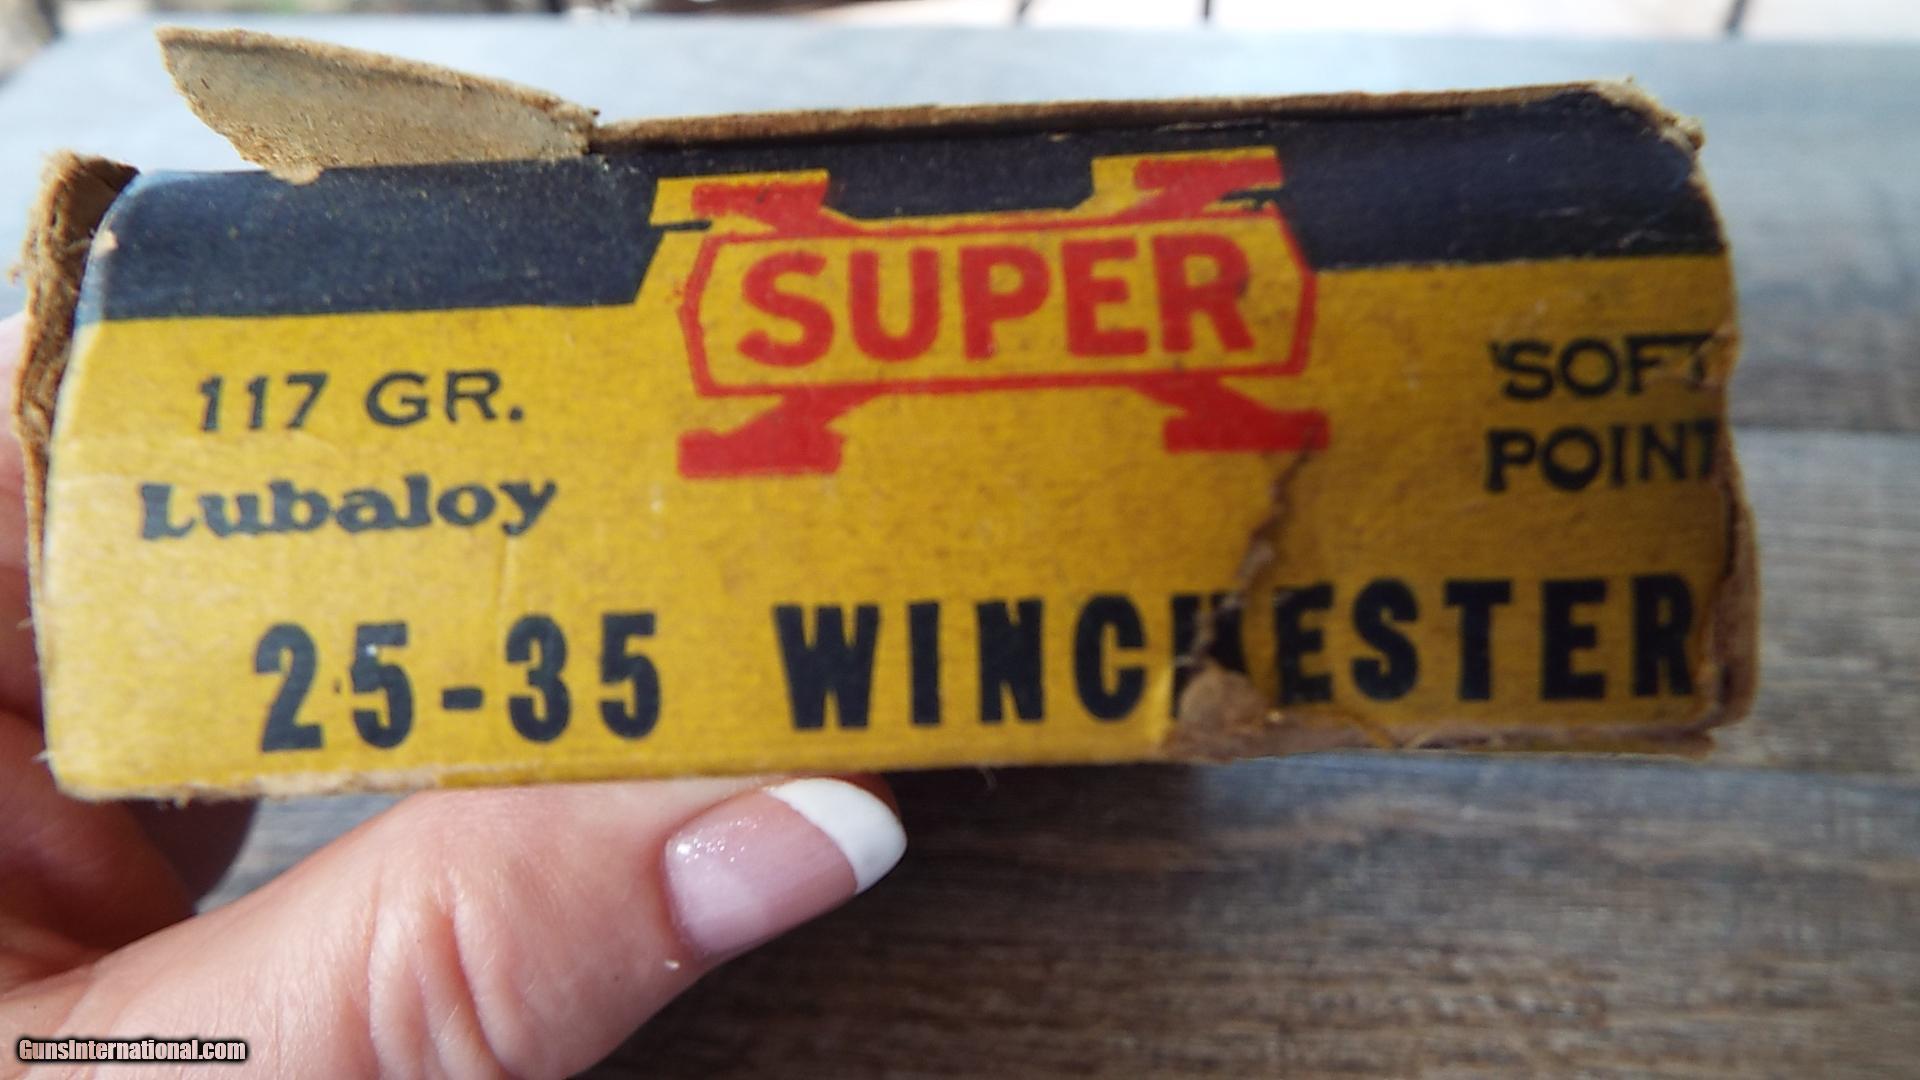 SUPER
117 GR.
Lubaloy
SOFT
POINT
25-35 WINCHESTER
GunsInternational.com